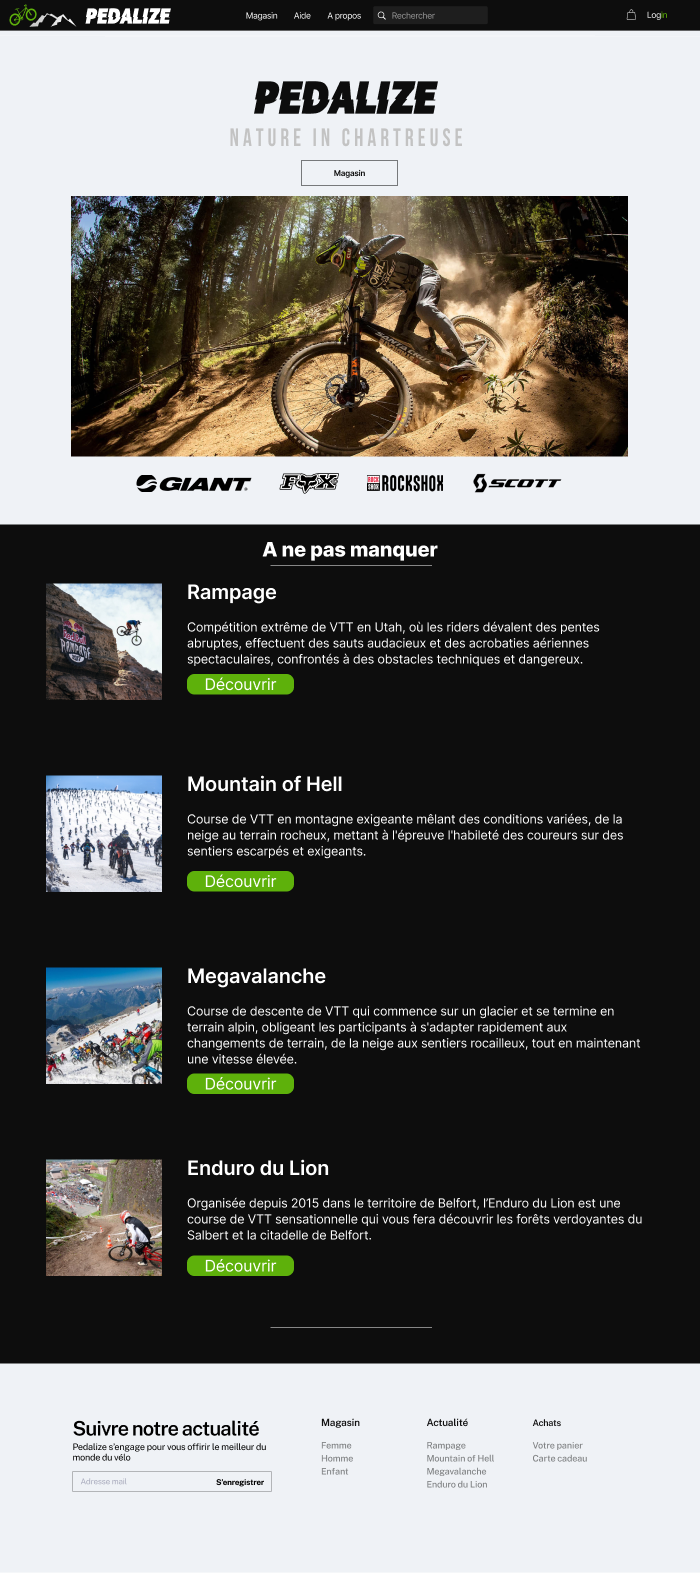 PEDALIZE
Magasin
Aide
A propos
Rechercher
Login
PEDALIZE
NATURE IN CHARTREUSE
Magasin
GIANT
FOX
ROCK SHOX ROCKSHOX
SCOTT
A ne pas manquer
Rampage
Red Bull
RAMPAGE
Compétition extrême de VTT en Utah, où les riders dévalent des pentes
abruptes, effectuent des sauts audacieux et des acrobaties aériennes
spectaculaires, confrontés à des obstacles techniques et dangereux.
Découvrir
Mountain of Hell
Course de VTT en montagne exigeante mêlant des conditions variées, de la
neige au terrain rocheux, mettant à l'épreuve l'habileté des coureurs sur des
sentiers escarpés et exigeants.
Découvrir
Megavalanche
Course de descente de VTT qui commence sur un glacier et se termine en
terrain alpin, obligeant les participants à s'adapter rapidement aux
changements de terrain, de la neige aux sentiers rocailleux, tout en maintenant
une vitesse élevée.
Découvrir
Enduro du Lion
Organisée depuis 2015 dans le territoire de Belfort, l'Enduro du Lion est une
course de VTT sensationnelle qui vous fera découvrir les forêts verdoyantes du
Salbert et la citadelle de Belfort.
Découvrir
Suivre notre actualité
Pedalize s'engage pour vous offirir le meilleur du
monde du vélo
Adresse mail
S'enregistrer
Magasin
Femme
Homme
Enfant
Actualité
Rampage
Mountain of Hell
Megavalanche
Enduro du Lion
Achats
Votre panier
Carte cadeau